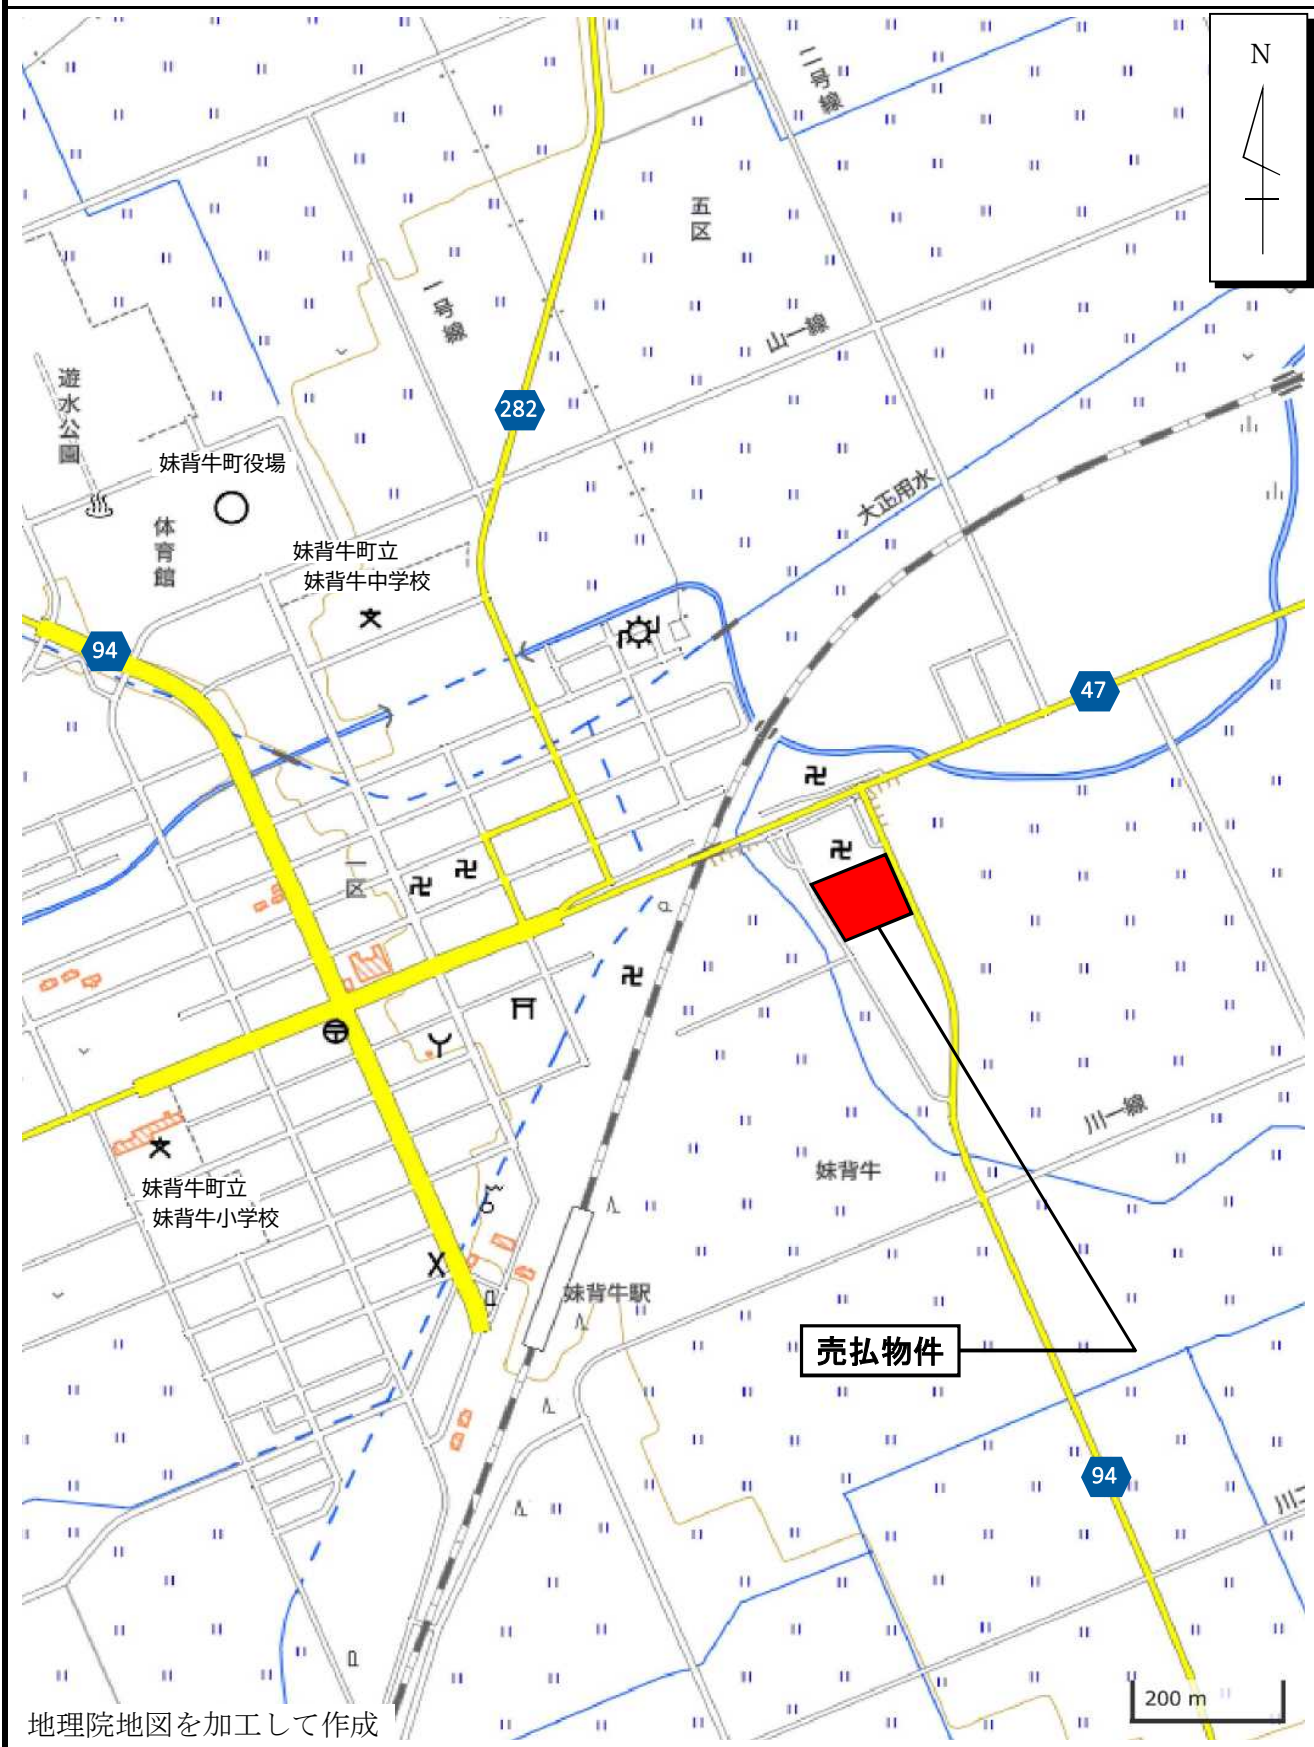 N
二号線
五区
一号線
山一線
遊水公園
282
妹背牛町役場
大正用水
体育館
妹背牛町立
妹背牛中学校
94
47
一区
川一線
妹背牛
妹背牛町立
妹背牛小学校
妹背牛駅
売払物件
94
200 m
地理院地図を加工して作成